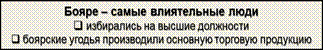 Бояре – самые влиятельные люди
❑ избирались на высшие должности
❑ боярские угодья производили основную торговую продукцию